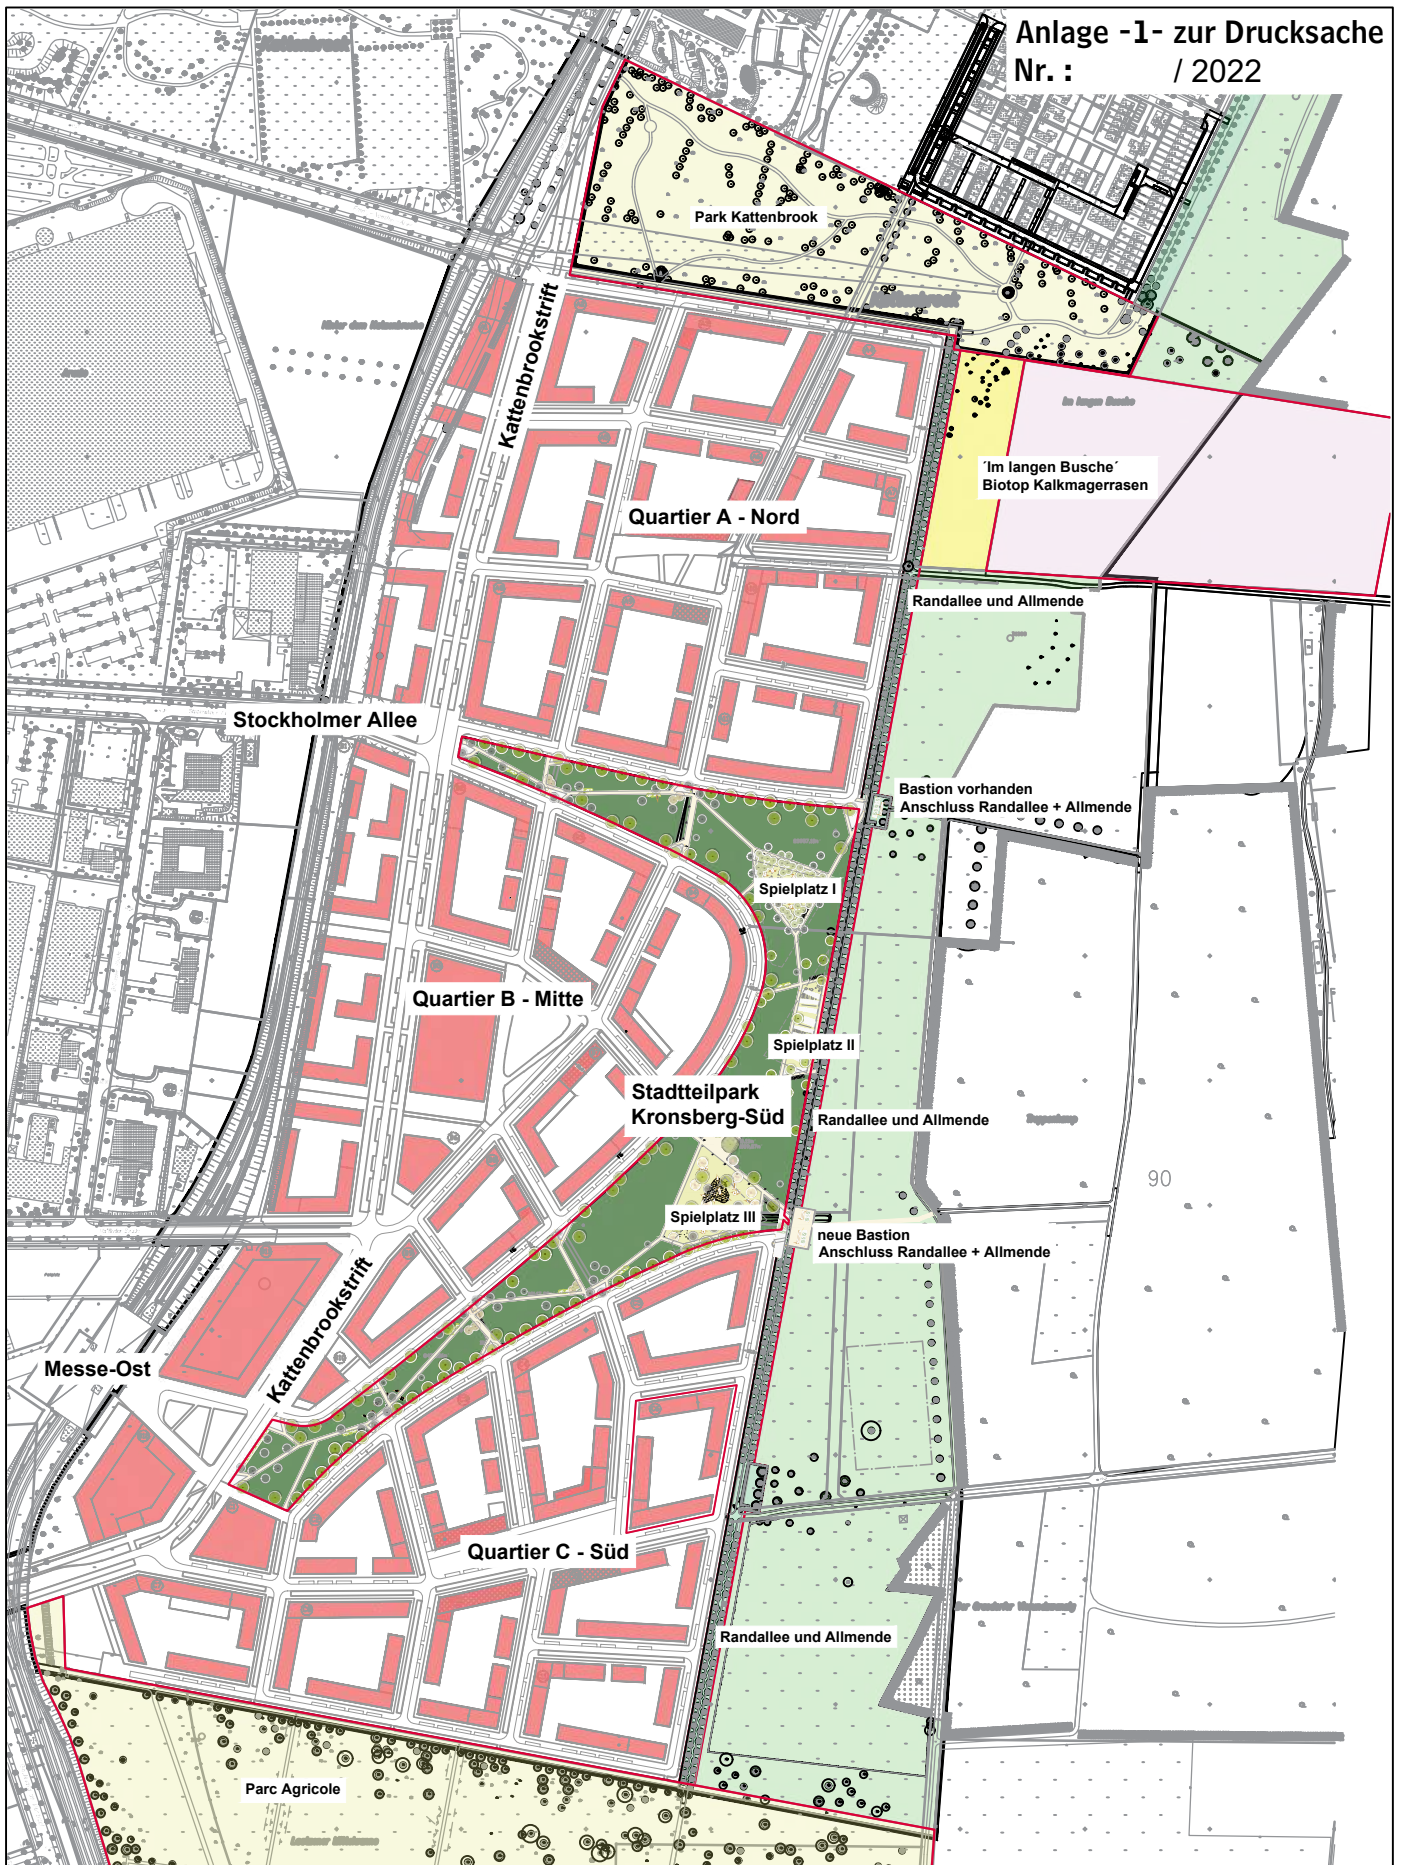 Anlage -1- zur Drucksache
Nr. : / 2022
Park Kattenbrook
Kattenbrookstrift
´Im langen Busche´
Biotop Kalkmagerrasen
Quartier A - Nord
Randallee und Allmende
Stockholmer Allee
Bastion vorhanden
Anschluss Randallee + Allmende
Spielplatz I
Quartier B - Mitte
Spielplatz II
Stadtteilpark
Kronsberg-Süd
Randallee und Allmende
90
Spielplatz III
neue Bastion
Anschluss Randallee + Allmende
Kattenbrookstrift
Messe-Ost
Quartier C - Süd
Randallee und Allmende
Parc Agricole